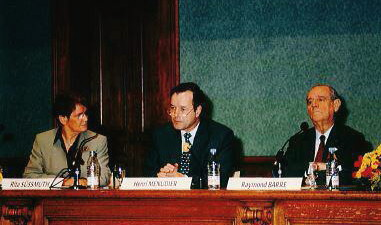 Rita SÜSSMUTH
Henri MENUDIER
Raymond BARRE